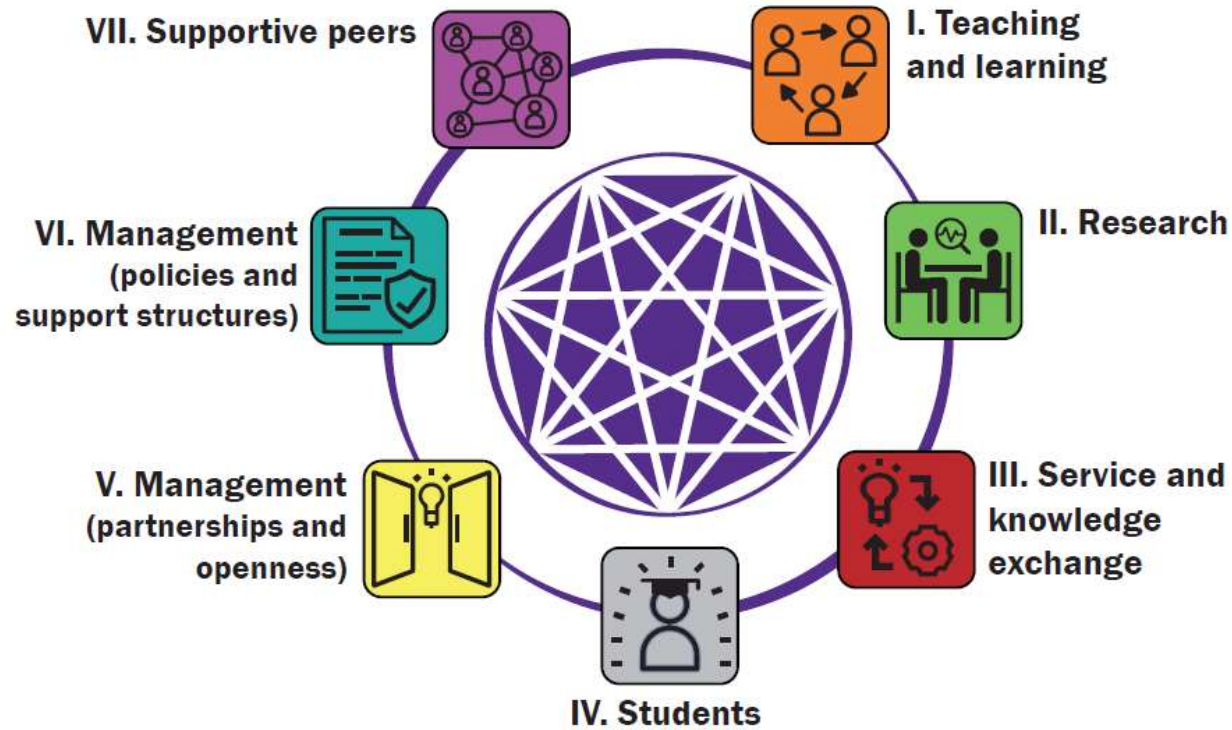 I. Teaching
and learning
II. Research
III. Service and
knowledge
exchange
IV. Students
V. Management
(partnerships and
openness)
VI. Management
(policies and
support structures)
VII. Supportive peers